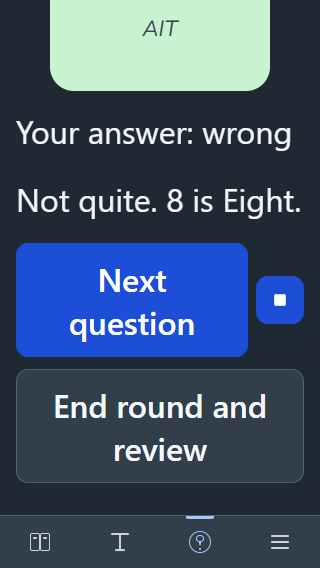 AIT
Your answer: wrong
Not quite. 8 is Eight.
Next
question
End round and
review